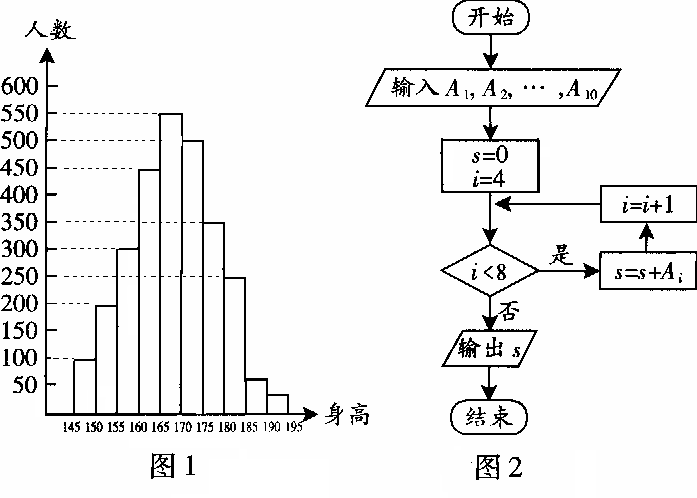 人数
600
550
500
450
400
350
300
250
200
150
100
50
145 150 155 160 165 170 175 180 185 190 195
身高
图1
开始
输入 A1, A2, …, A10
s=0
i=4
i=i+1
i<8
是
s=s+Ai
否
输出 s
结束
图2